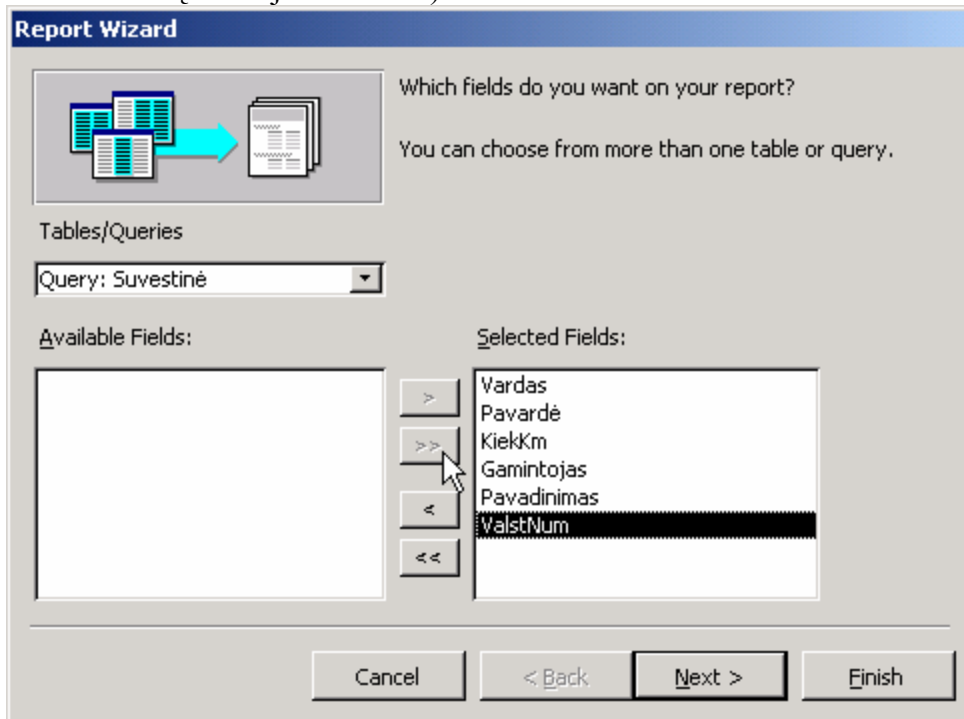 Report Wizard
Which fields do you want on your report?
You can choose from more than one table or query.
Tables/Queries
Query: Suvestinė
Available Fields:
Selected Fields:
Vardas
Pavardė
KiekKm
Gamintojas
Pavadinimas
ValstNum
>
>>
<
<<
Cancel
< Back
Next >
Finish